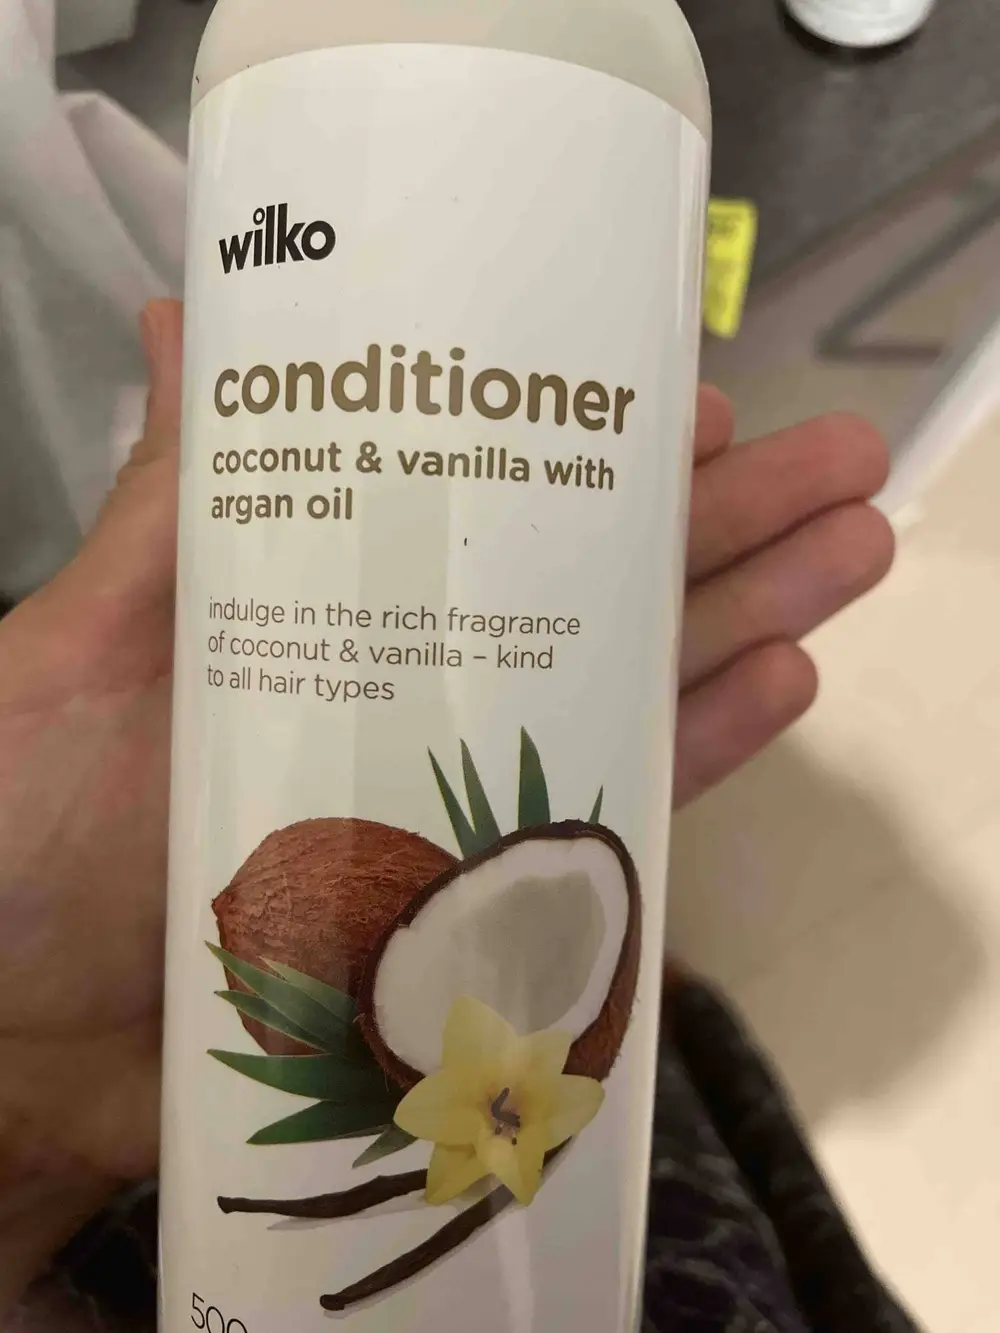 wilko
conditioner
coconut & vanilla with
argan oil
indulge in the rich fragrance
of coconut & vanilla – kind
to all hair types
500